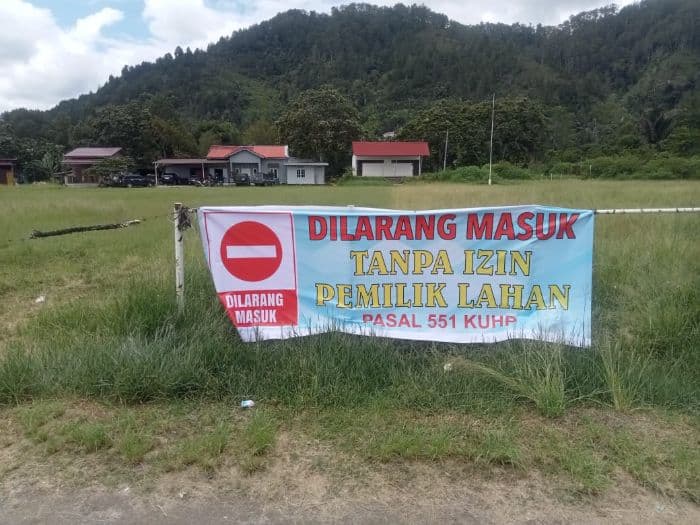 DILARANG
MASUK
DILARANG MASUK
TANPA IZIN
PEMILIK LAHAN
PASAL 551 KUHP